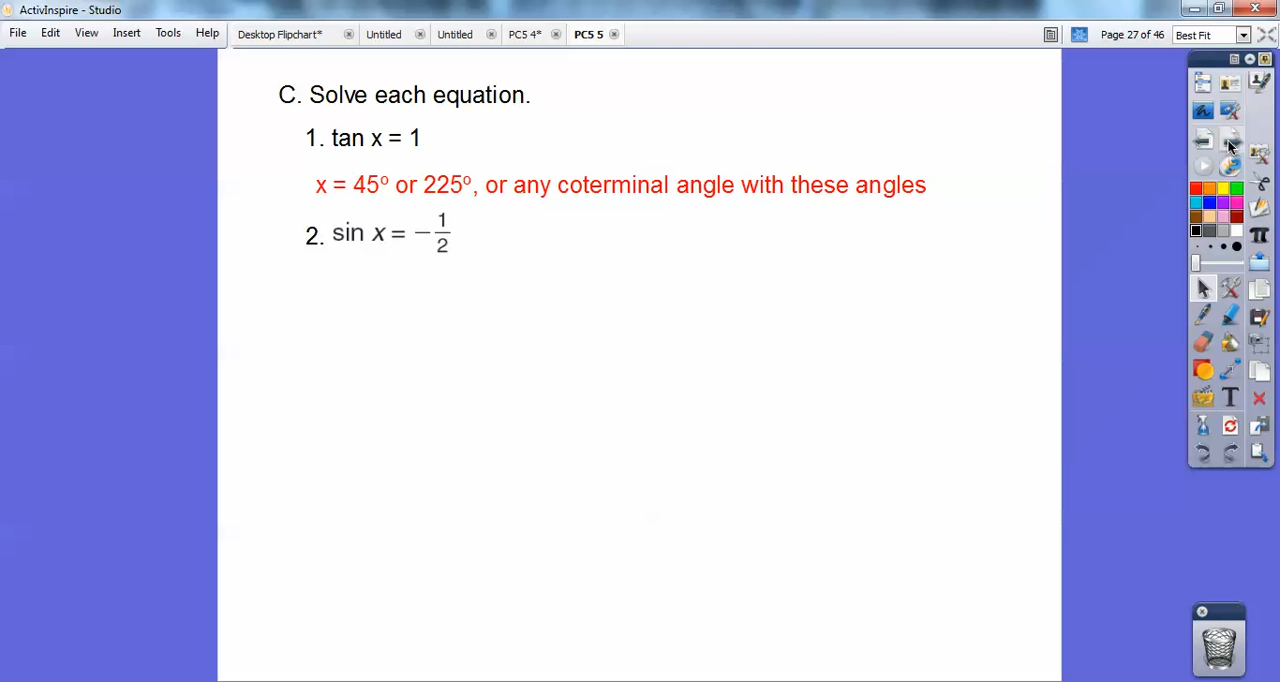 ActivInspire - Studio
File Edit View Insert Tools Help
Desktop Flipchart* Untitled Untitled PC5 4* PC5 5 Page 27 of 46 Best Fit
C. Solve each equation.
1. tan x = 1
x = 45º or 225º, or any coterminal angle with these angles
2. sin x = −1/2